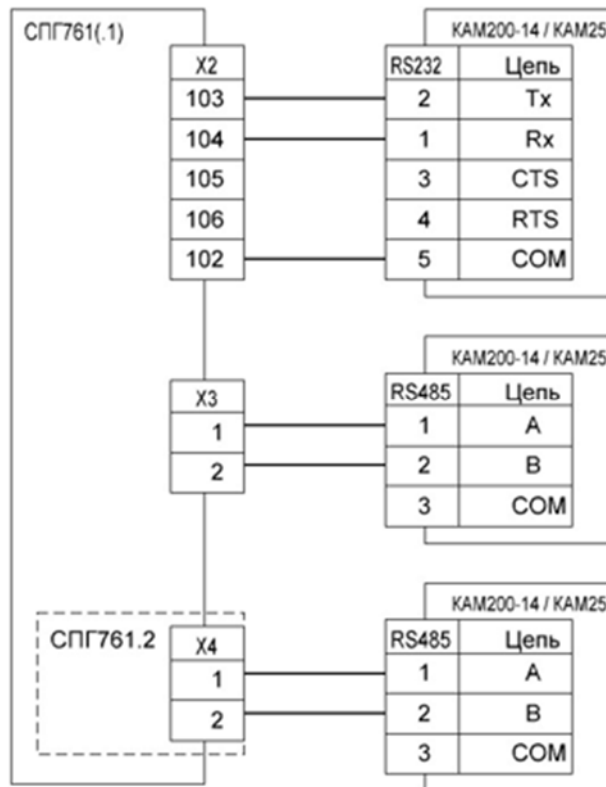 СПГ761(.1)
КАМ200-14 / КАМ25
X2
RS232 Цепь
103 2 Tx
104 1 Rx
105 3 CTS
106 4 RTS
102 5 COM
КАМ200-14 / КАМ25
X3
RS485 Цепь
1 1 A
2 2 B
3 COM
КАМ200-14 / КАМ25
СПГ761.2
X4
RS485 Цепь
1 1 A
2 2 B
3 COM